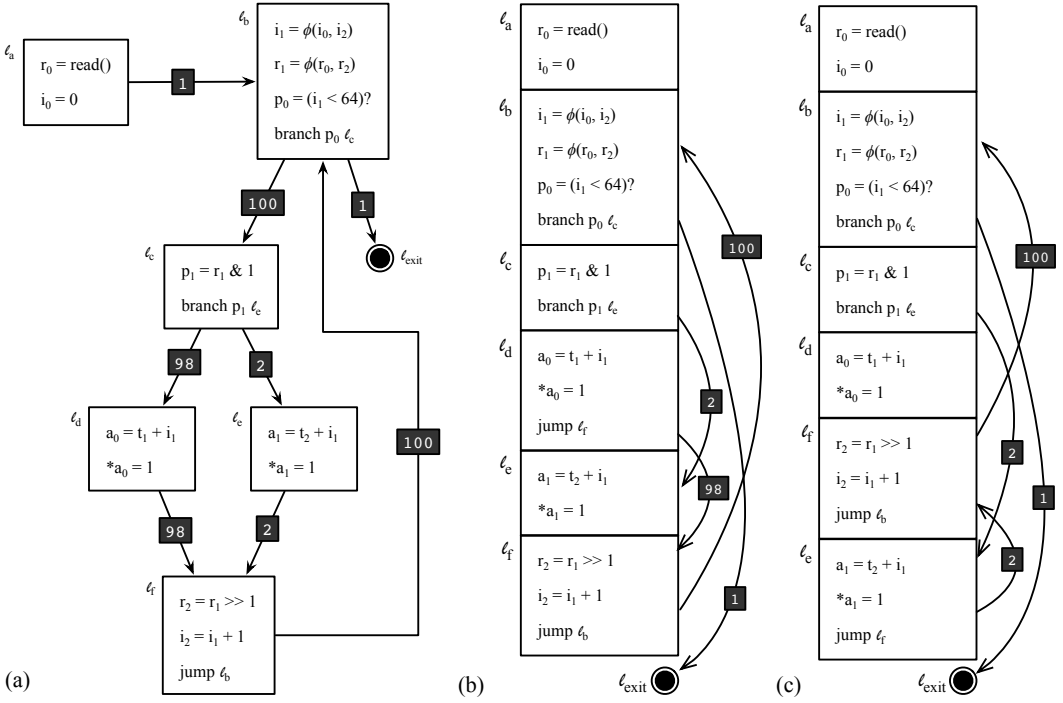 ℓa
r0 = read()
i0 = 0
1
ℓb
i1 = ϕ(i0, i2)
r1 = ϕ(r0, r2)
p0 = (i1 < 64)?
branch p0 ℓc
100
1
ℓexit
ℓc
p1 = r1 & 1
branch p1 ℓe
98
2
ℓd
a0 = t1 + i1
*a0 = 1
ℓe
a1 = t2 + i1
*a1 = 1
100
98
2
ℓf
r2 = r1 >> 1
i2 = i1 + 1
jump ℓb
(a)
ℓa
r0 = read()
i0 = 0
ℓb
i1 = ϕ(i0, i2)
r1 = ϕ(r0, r2)
p0 = (i1 < 64)?
branch p0 ℓc
100
ℓc
p1 = r1 & 1
branch p1 ℓe
ℓd
a0 = t1 + i1
*a0 = 1
jump ℓf
2
ℓe
a1 = t2 + i1
*a1 = 1
98
ℓf
r2 = r1 >> 1
i2 = i1 + 1
jump ℓb
1
ℓexit
(b)
ℓa
r0 = read()
i0 = 0
ℓb
i1 = ϕ(i0, i2)
r1 = ϕ(r0, r2)
p0 = (i1 < 64)?
branch p0 ℓc
100
ℓc
p1 = r1 & 1
branch p1 ℓe
ℓd
a0 = t1 + i1
*a0 = 1
ℓf
r2 = r1 >> 1
i2 = i1 + 1
jump ℓb
2
1
ℓe
a1 = t2 + i1
*a1 = 1
jump ℓf
2
ℓexit
(c)